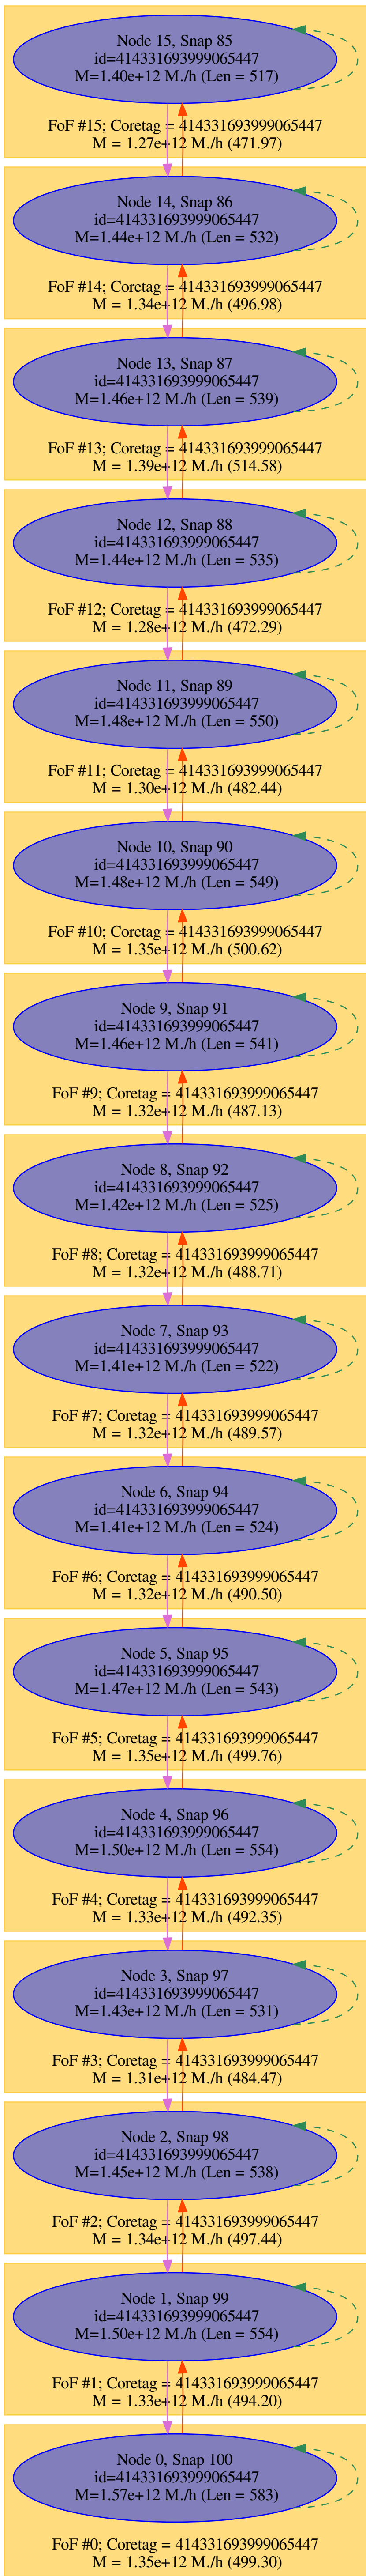 Node 15, Snap 85
id=414331693999065447
M=1.40e+12 M./h (Len = 517)
FoF #15; Coretag = 414331693999065447
M = 1.27e+12 M./h (471.97)
Node 14, Snap 86
id=414331693999065447
M=1.44e+12 M./h (Len = 532)
FoF #14; Coretag = 414331693999065447
M = 1.34e+12 M./h (496.98)
Node 13, Snap 87
id=414331693999065447
M=1.46e+12 M./h (Len = 539)
FoF #13; Coretag = 414331693999065447
M = 1.39e+12 M./h (514.58)
Node 12, Snap 88
id=414331693999065447
M=1.44e+12 M./h (Len = 535)
FoF #12; Coretag = 414331693999065447
M = 1.28e+12 M./h (472.29)
Node 11, Snap 89
id=414331693999065447
M=1.48e+12 M./h (Len = 550)
FoF #11; Coretag = 414331693999065447
M = 1.30e+12 M./h (482.44)
Node 10, Snap 90
id=414331693999065447
M=1.48e+12 M./h (Len = 549)
FoF #10; Coretag = 414331693999065447
M = 1.35e+12 M./h (500.62)
Node 9, Snap 91
id=414331693999065447
M=1.46e+12 M./h (Len = 541)
FoF #9; Coretag = 414331693999065447
M = 1.32e+12 M./h (487.13)
Node 8, Snap 92
id=414331693999065447
M=1.42e+12 M./h (Len = 525)
FoF #8; Coretag = 414331693999065447
M = 1.32e+12 M./h (488.71)
Node 7, Snap 93
id=414331693999065447
M=1.41e+12 M./h (Len = 522)
FoF #7; Coretag = 414331693999065447
M = 1.32e+12 M./h (489.57)
Node 6, Snap 94
id=414331693999065447
M=1.41e+12 M./h (Len = 524)
FoF #6; Coretag = 414331693999065447
M = 1.32e+12 M./h (490.50)
Node 5, Snap 95
id=414331693999065447
M=1.47e+12 M./h (Len = 543)
FoF #5; Coretag = 414331693999065447
M = 1.35e+12 M./h (499.76)
Node 4, Snap 96
id=414331693999065447
M=1.50e+12 M./h (Len = 554)
FoF #4; Coretag = 414331693999065447
M = 1.33e+12 M./h (492.35)
Node 3, Snap 97
id=414331693999065447
M=1.43e+12 M./h (Len = 531)
FoF #3; Coretag = 414331693999065447
M = 1.31e+12 M./h (484.47)
Node 2, Snap 98
id=414331693999065447
M=1.45e+12 M./h (Len = 538)
FoF #2; Coretag = 414331693999065447
M = 1.34e+12 M./h (497.44)
Node 1, Snap 99
id=414331693999065447
M=1.50e+12 M./h (Len = 554)
FoF #1; Coretag = 414331693999065447
M = 1.33e+12 M./h (494.20)
Node 0, Snap 100
id=414331693999065447
M=1.57e+12 M./h (Len = 583)
FoF #0; Coretag = 414331693999065447
M = 1.35e+12 M./h (499.30)